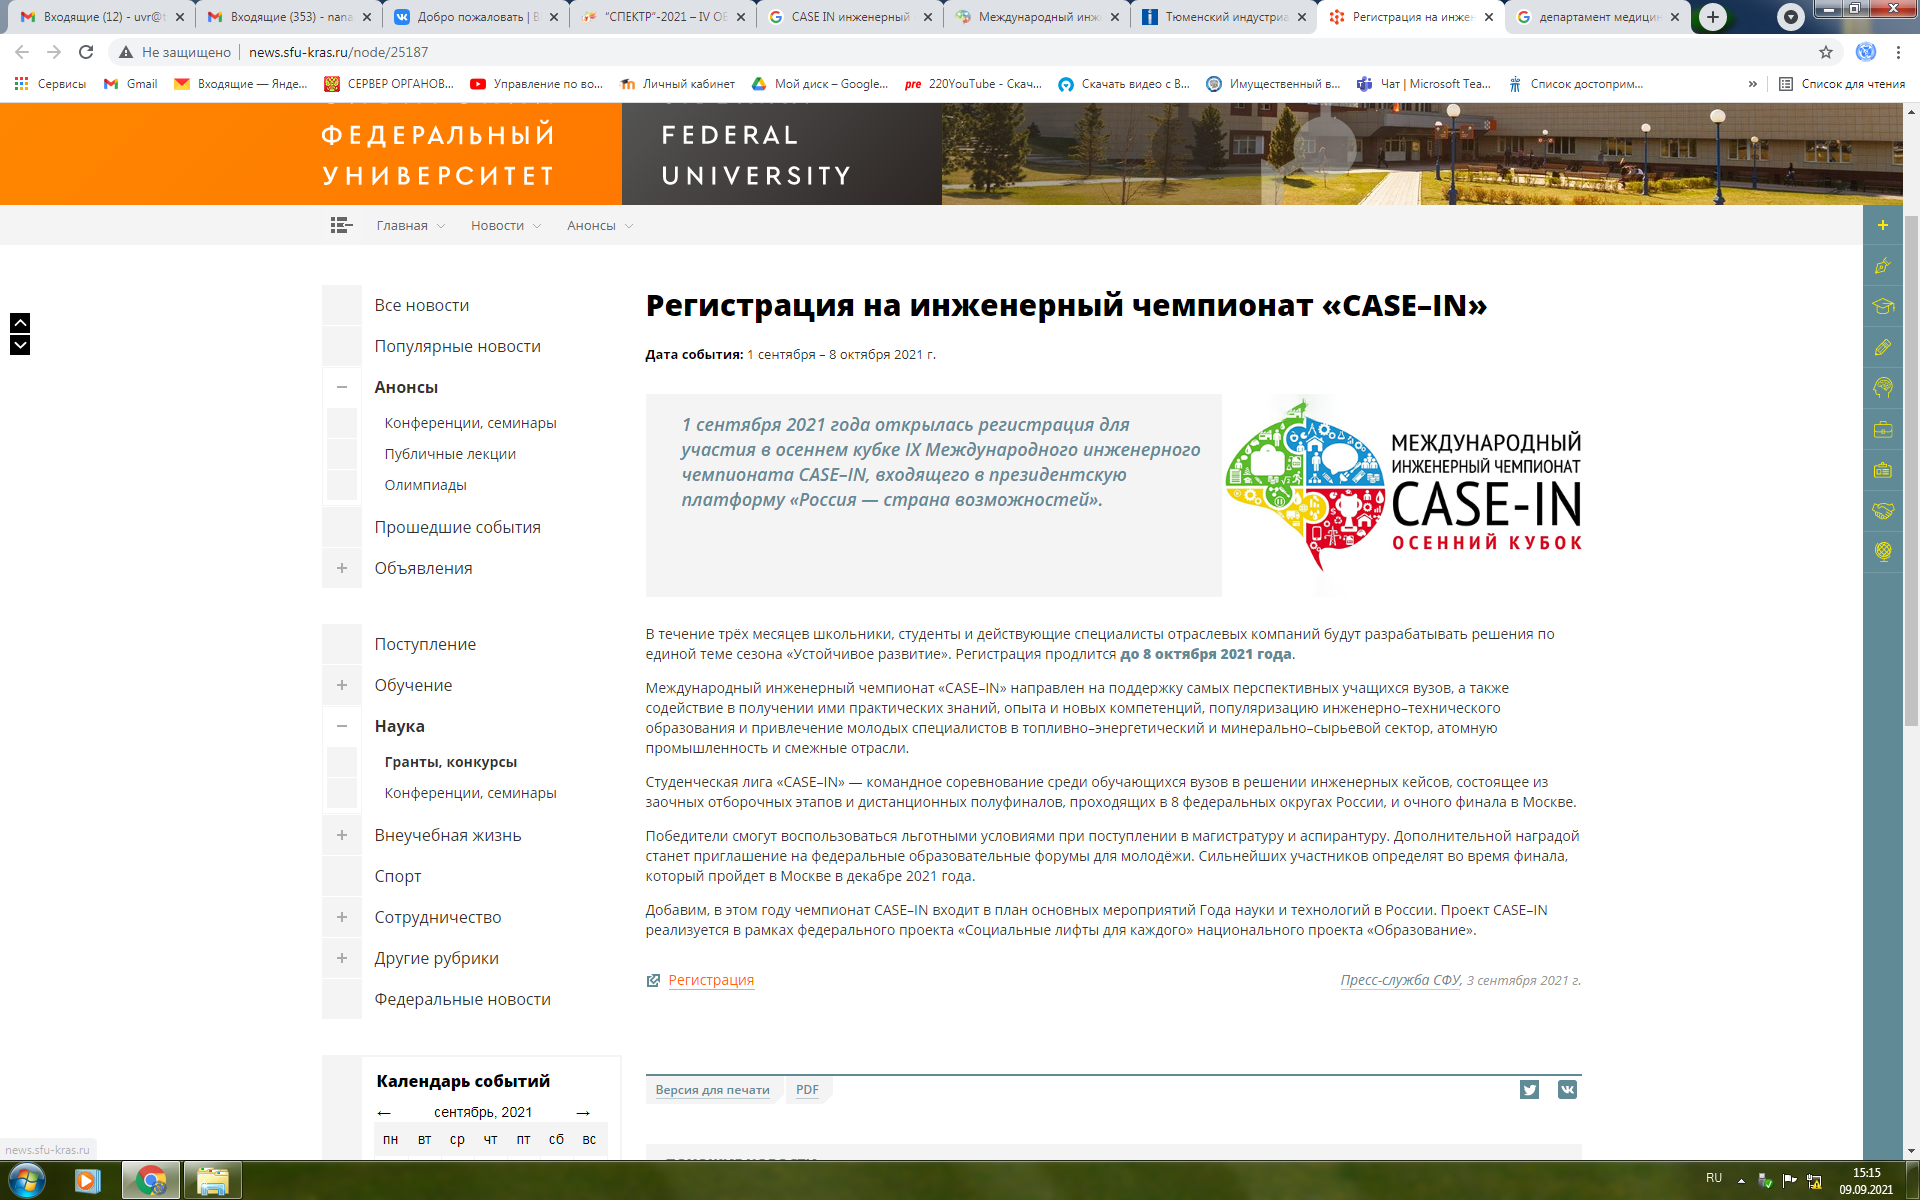 Входящие (12) - uvr@t
Входящие (353) - nana
Добро пожаловать | В
"СПЕКТР"-2021 – IV ОЕ
CASE IN инженерный
Международный инж
Тюменский индустриа
Регистрация на инжен
департамент медицин
Не защищено
news.sfu-kras.ru/node/25187
Сервисы
Gmail
Входящие — Янде...
СЕРВЕР ОРГАНОВ...
Управление по во...
Личный кабинет
Мой диск – Google...
pre 220YouTube - Скач...
Скачать видео с В...
Имущественный в...
Чат | Microsoft Tea...
Список достоприм...
»
Список для чтения
ФЕДЕРАЛЬНЫЙ
УНИВЕРСИТЕТ
FEDERAL
UNIVERSITY
Главная
Новости
Анонсы
Все новости
Популярные новости
Анонсы
Конференции, семинары
Публичные лекции
Олимпиады
Прошедшие события
Объявления
Поступление
Обучение
Наука
Гранты, конкурсы
Конференции, семинары
Внеучебная жизнь
Спорт
Сотрудничество
Другие рубрики
Федеральные новости
Календарь событий
← сентябрь, 2021 →
пн вт ср чт пт сб вс
Регистрация на инженерный чемпионат «CASE–IN»
Дата события: 1 сентября – 8 октября 2021 г.
1 сентября 2021 года открылась регистрация для
участия в осеннем кубке IX Международного инженерного
чемпионата CASE–IN, входящего в президентскую
платформу «Россия — страна возможностей».
МЕЖДУНАРОДНЫЙ
ИНЖЕНЕРНЫЙ ЧЕМПИОНАТ
CASE-IN
ОСЕННИЙ КУБОК
В течение трёх месяцев школьники, студенты и действующие специалисты отраслевых компаний будут разрабатывать решения по
единой теме сезона «Устойчивое развитие». Регистрация продлится до 8 октября 2021 года.
Международный инженерный чемпионат «CASE–IN» направлен на поддержку самых перспективных учащихся вузов, а также
содействие в получении ими практических знаний, опыта и новых компетенций, популяризацию инженерно–технического
образования и привлечение молодых специалистов в топливно–энергетический и минерально–сырьевой сектор, атомную
промышленность и смежные отрасли.
Студенческая лига «CASE–IN» — командное соревнование среди обучающихся вузов в решении инженерных кейсов, состоящее из
заочных отборочных этапов и дистанционных полуфиналов, проходящих в 8 федеральных округах России, и очного финала в Москве.
Победители смогут воспользоваться льготными условиями при поступлении в магистратуру и аспирантуру. Дополнительной наградой
станет приглашение на федеральные образовательные форумы для молодёжи. Сильнейших участников определят во время финала,
который пройдет в Москве в декабре 2021 года.
Добавим, в этом году чемпионат CASE–IN входит в план основных мероприятий Года науки и технологий в России. Проект CASE–IN
реализуется в рамках федерального проекта «Социальные лифты для каждого» национального проекта «Образование».
Регистрация
Пресс-служба СФУ, 3 сентября 2021 г.
Версия для печати
PDF
news.sfu-kras.ru
RU
15:15
09.09.2021